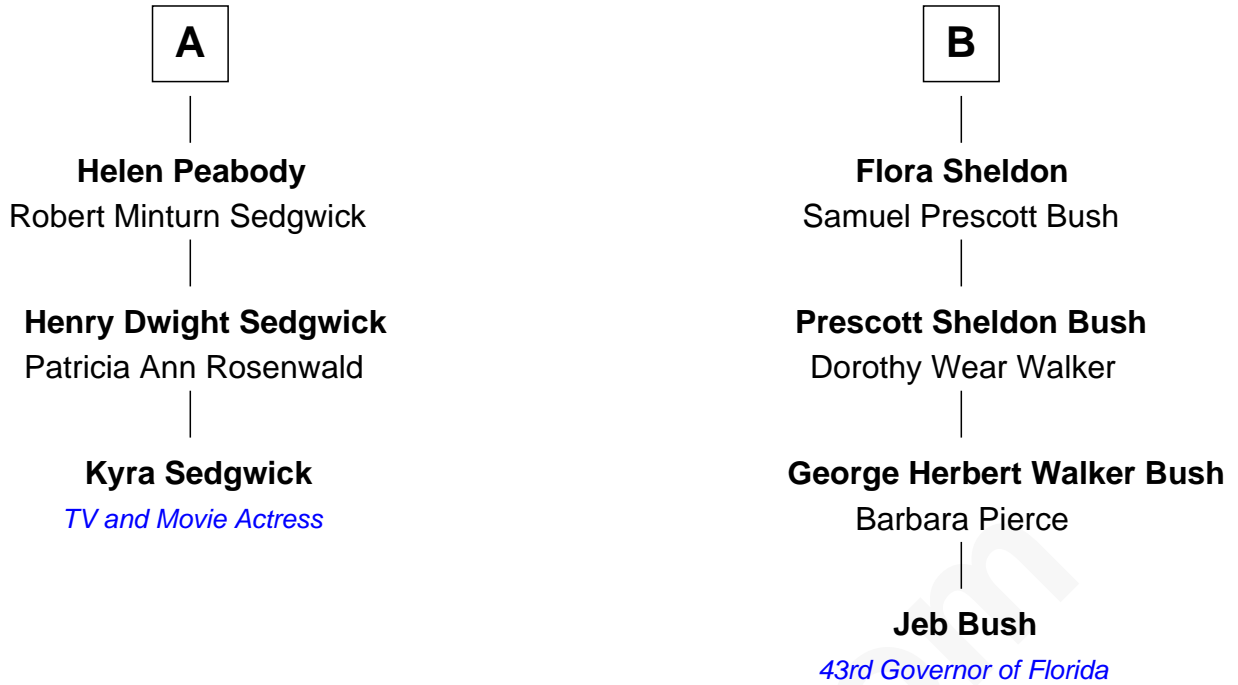 A
Helen Peabody
Robert Minturn Sedgwick
Henry Dwight Sedgwick
Patricia Ann Rosenwald
Kyra Sedgwick
TV and Movie Actress
B
Flora Sheldon
Samuel Prescott Bush
Prescott Sheldon Bush
Dorothy Wear Walker
George Herbert Walker Bush
Barbara Pierce
Jeb Bush
43rd Governor of Florida